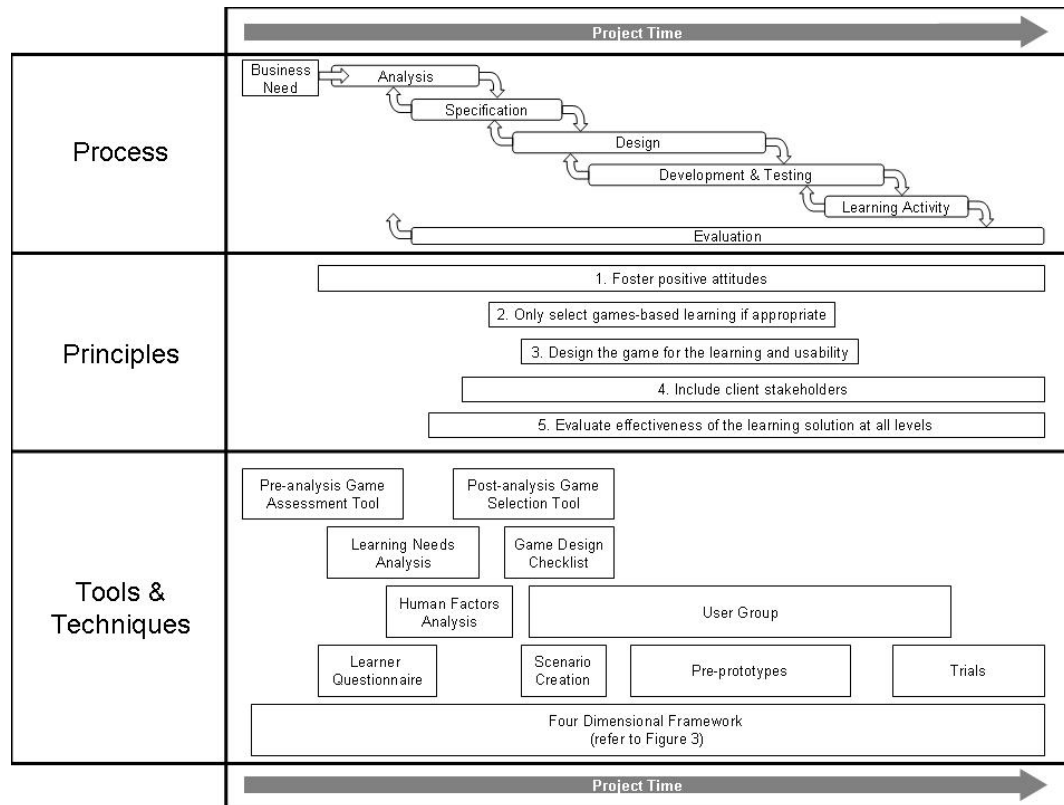 Project Time
Process
Business
Need
Analysis
Specification
Design
Development & Testing
Learning Activity
Evaluation
Principles
1. Foster positive attitudes
2. Only select games-based learning if appropriate
3. Design the game for the learning and usability
4. Include client stakeholders
5. Evaluate effectiveness of the learning solution at all levels
Tools &
Techniques
Pre-analysis Game
Assessment Tool
Post-analysis Game
Selection Tool
Learning Needs
Analysis
Game Design
Checklist
Human Factors
Analysis
User Group
Learner
Questionnaire
Scenario
Creation
Pre-prototypes
Trials
Four Dimensional Framework
(refer to Figure 3)
Project Time